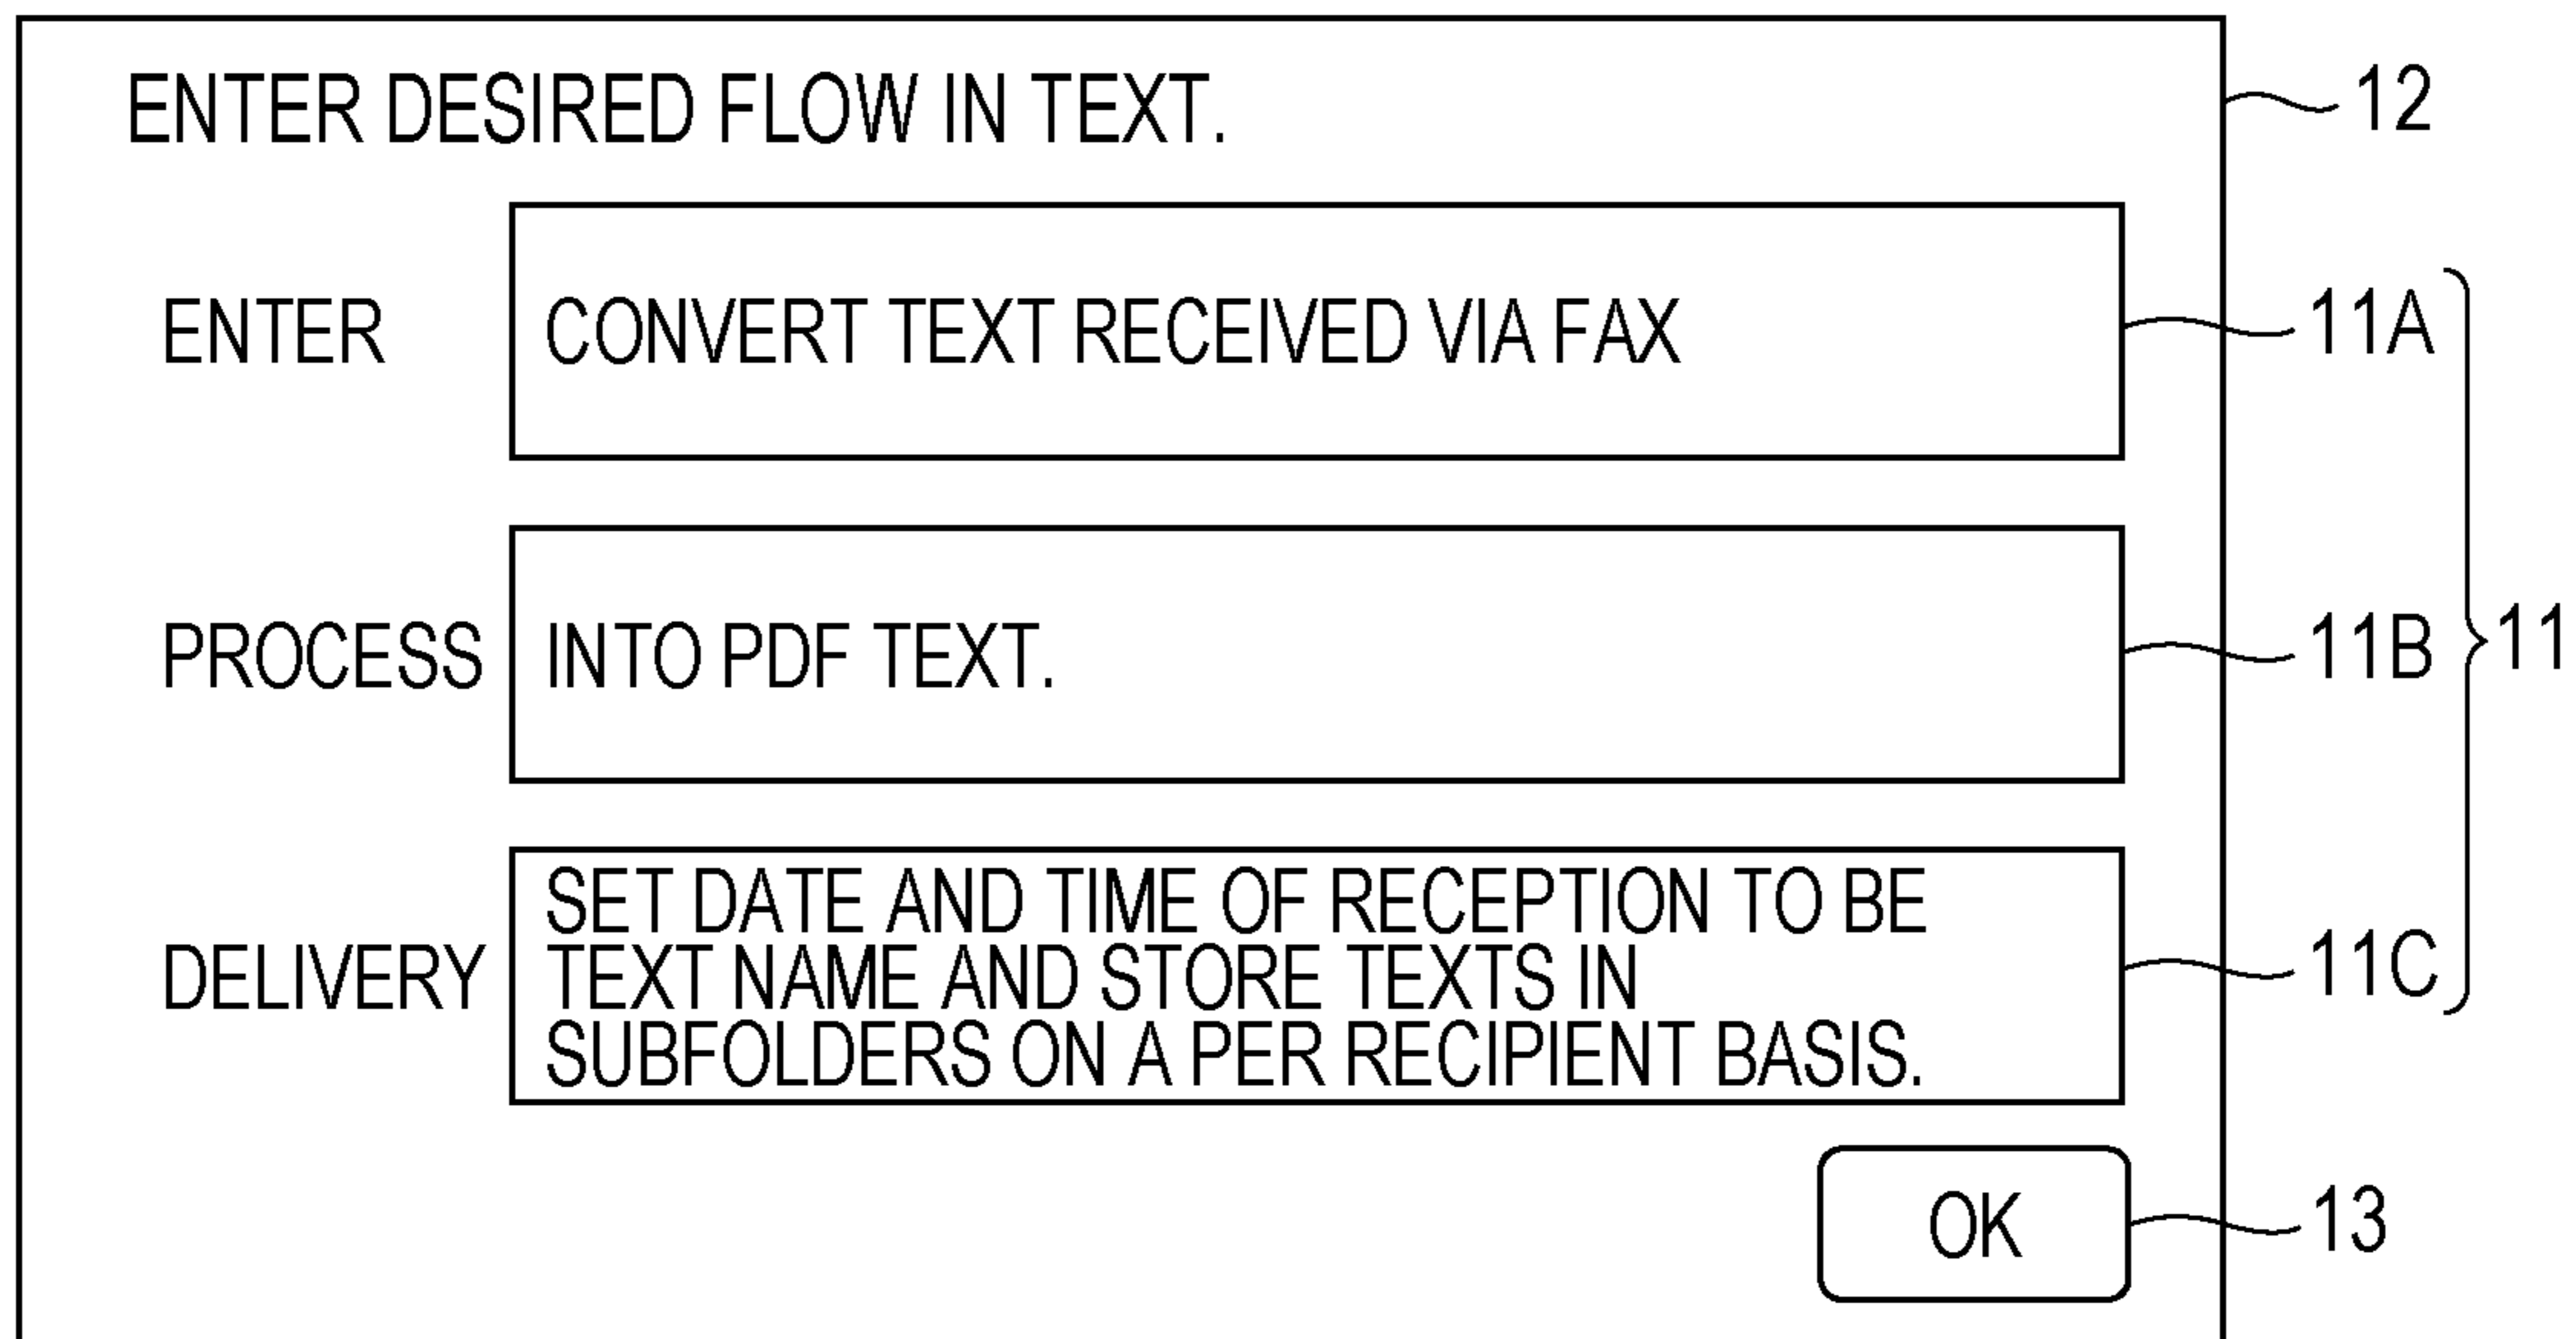 ENTER DESIRED FLOW IN TEXT.
12
ENTER
CONVERT TEXT RECEIVED VIA FAX
11A
PROCESS
INTO PDF TEXT.
11B
11
DELIVERY
SET DATE AND TIME OF RECEPTION TO BE
TEXT NAME AND STORE TEXTS IN
SUBFOLDERS ON A PER RECIPIENT BASIS.
11C
OK
13